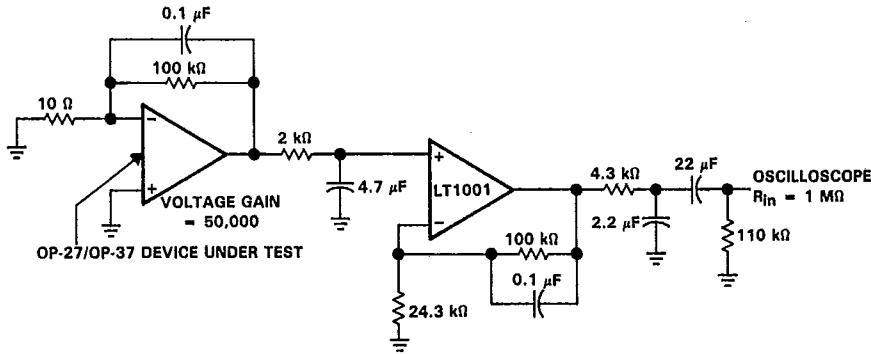 0.1 µF
100 kΩ
10 Ω
−
+
2 kΩ
4.7 µF
VOLTAGE GAIN
= 50,000
OP-27/OP-37 DEVICE UNDER TEST
+
LT1001
−
4.3 kΩ
22 µF
OSCILLOSCOPE
Rin = 1 MΩ
2.2 µF
110 kΩ
100 kΩ
0.1 µF
24.3 kΩ